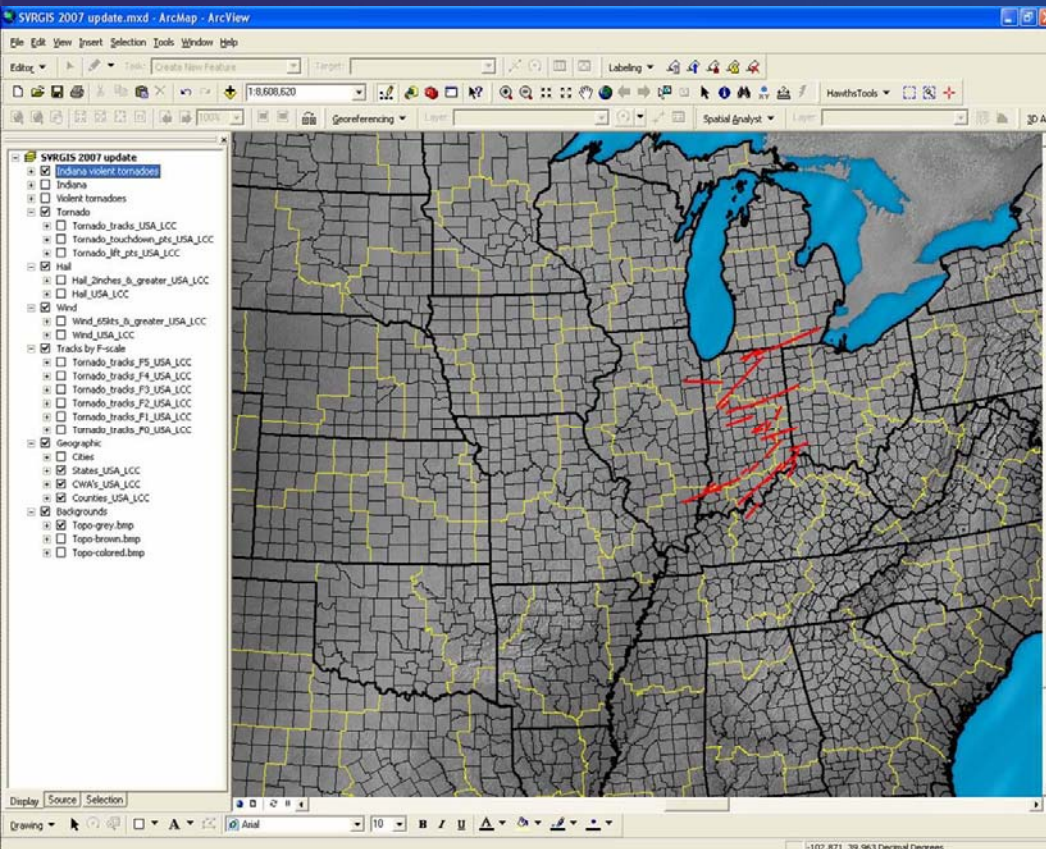 SVRGIS 2007 update.mxd - ArcMap - ArcView
File Edit View Insert Selection Tools Window Help
Editor Task: Create New Feature Target: Labeling
1:8,608,620 HawthsTools
100% Georeferencing Layer: Spatial Analyst Layer: 3D A
SVRGIS 2007 update
Indiana violent tornadoes
Indiana
Violent tornadoes
Tornado
Tornado_tracks_USA_LCC
Tornado_touchdown_pts_USA_LCC
Tornado_lift_pts_USA_LCC
Hail
Hail_2inches_&_greater_USA_LCC
Hail_USA_LCC
Wind
Wind_65kts_&_greater_USA_LCC
Wind_USA_LCC
Tracks by F-scale
Tornado_tracks_F5_USA_LCC
Tornado_tracks_F4_USA_LCC
Tornado_tracks_F3_USA_LCC
Tornado_tracks_F2_USA_LCC
Tornado_tracks_F1_USA_LCC
Tornado_tracks_F0_USA_LCC
Geographic
Cities
States_USA_LCC
CWA's_USA_LCC
Counties_USA_LCC
Backgrounds
Topo-grey.bmp
Topo-brown.bmp
Topo-colored.bmp
Display Source Selection
Drawing A Arial 10 B I U A
-102.871 39.963 Decimal Degrees